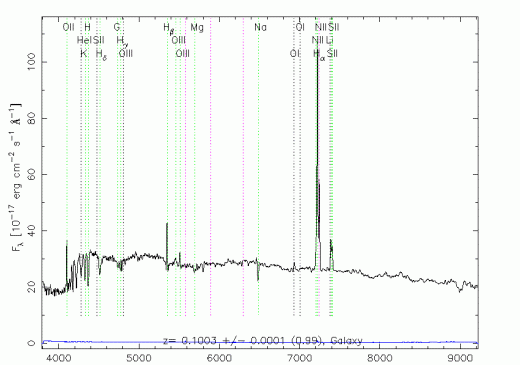 OII H G Hβ Mg Na OI NII SII
HeI SII Hγ OIII NII Li
K Hδ OIII OIII OI Hα SII
Fλ [10⁻¹⁷ erg cm⁻² s⁻¹ Å⁻¹]
100
80
60
40
20
0
z= 0.1003 +/- 0.0001 (0.99), Galaxy
4000 5000 6000 7000 8000 9000